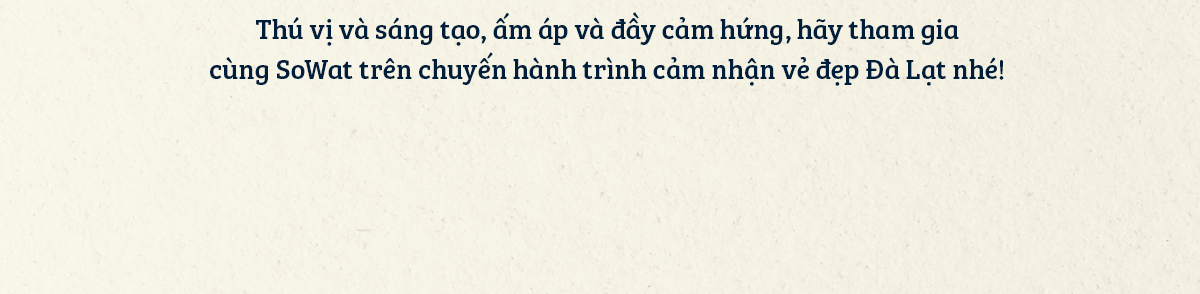 Thú vị và sáng tạo, ấm áp và đầy cảm hứng, hãy tham gia
cùng SoWat trên chuyến hành trình cảm nhận vẻ đẹp Đà Lạt nhé!